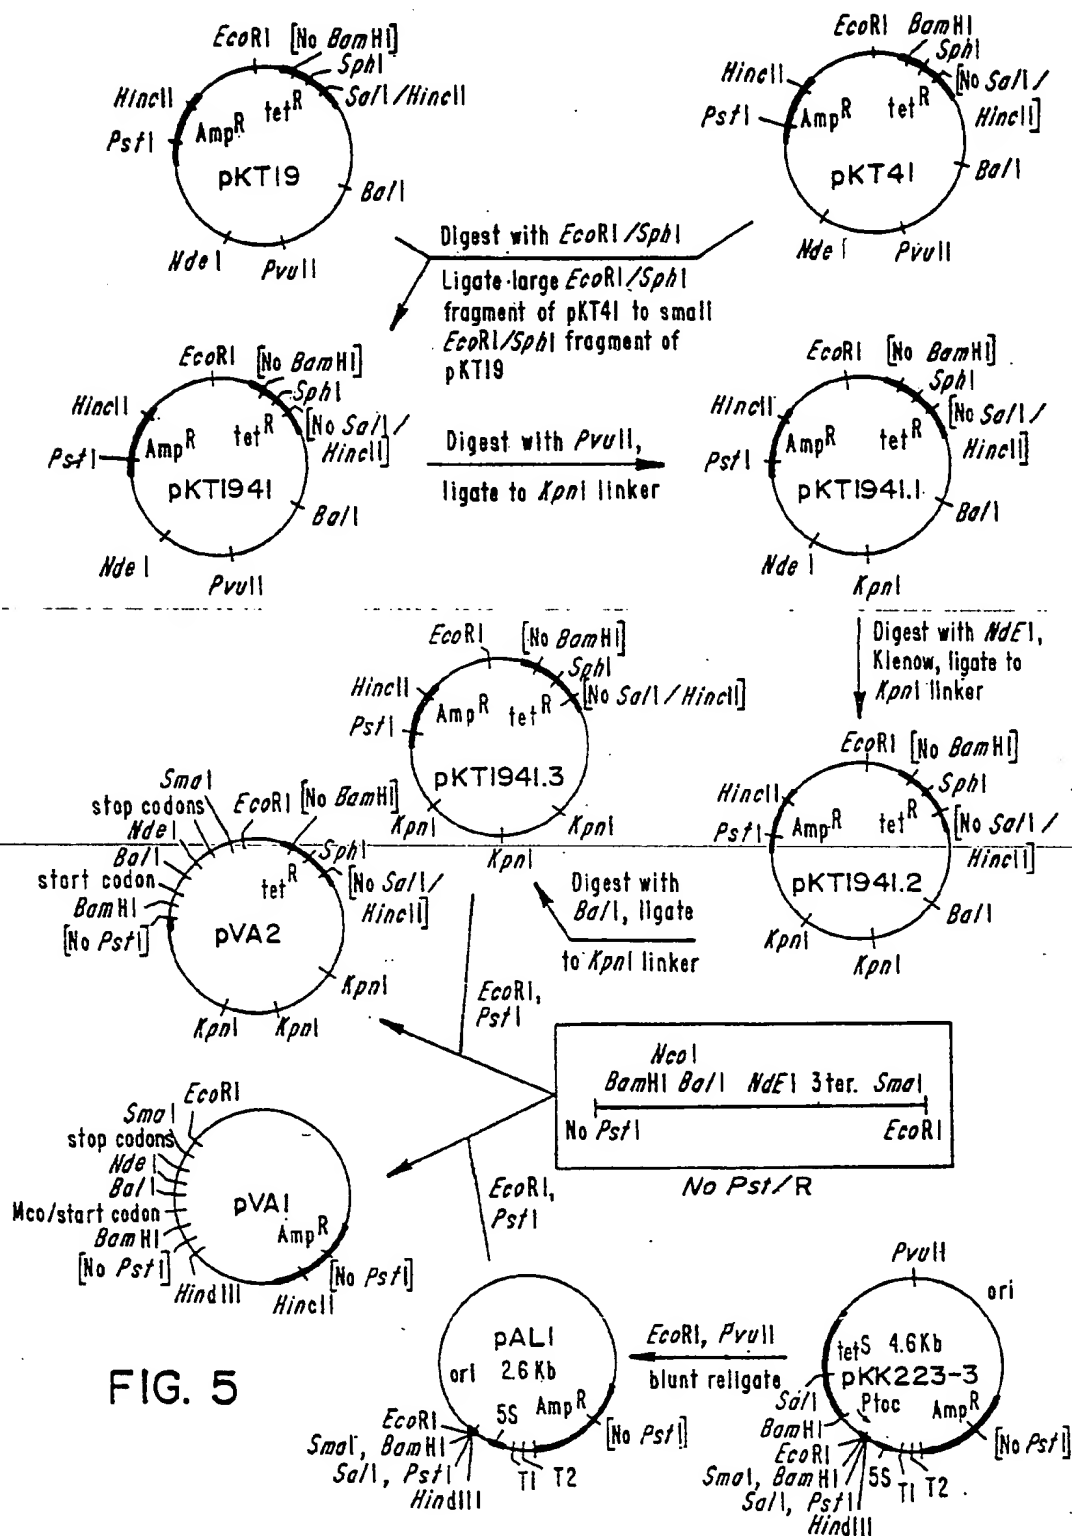 EcoRI [No BamHI]
SphI
SalI/HincII
HincII
PstI
AmpR
tetR
pKT19
BalI
NdeI
PvuII
EcoRI BamHI
SphI
[No SalI/
HincII]
HincII
PstI
AmpR
tetR
pKT41
BalI
NdeI
PvuII
Digest with EcoRI/SphI
Ligate large EcoRI/SphI
fragment of pKT41 to small
EcoRI/SphI fragment of
pKT19
EcoRI [No BamHI]
SphI
[No SalI/
HincII]
HincII
PstI
AmpR
tetR
pKT1941
BalI
NdeI
PvuII
Digest with PvuII,
ligate to KpnI linker
EcoRI [No BamHI]
SphI
[No SalI/
HincII]
HincII
PstI
AmpR
tetR
pKT1941.1
BalI
NdeI
KpnI
Digest with NdEI,
Klenow, ligate to
KpnI linker
EcoRI [No BamHI]
SphI
[No SalI/HincII]
HincII
PstI
AmpR
tetR
pKT1941.3
KpnI
KpnI
KpnI
EcoRI [No BamHI]
SphI
[No SalI/
HincII]
HincII
PstI
AmpR
tetR
pKT1941.2
BalI
KpnI
KpnI
Digest with
BalI, ligate
to KpnI linker
SmaI
stop codons
NdeI
BalI
start codon
BamHI
[No PstI]
EcoRI [No BamHI]
SphI
[No SalI/
HincII]
tetR
pVA2
KpnI
KpnI
KpnI
EcoRI,
PstI
NcoI
BamHI BalI NdEI 3ter. SmaI
No PstI
EcoRI
No Pst/R
EcoRI
SmaI
stop codons
NdeI
BalI
Mco/start codon
BamHI
[No PstI]
HindIII
HincII
[No PstI]
AmpR
pVA1
EcoRI,
PstI
pAL1
2.6 Kb
ori
AmpR
5S
[No PstI]
EcoRI
SmaI, BamHI
SalI, PstI
HindIII
T1 T2
EcoRI, PvuII
blunt religate
PvuII
ori
tetS 4.6 Kb
pKK223-3
Ptoc
AmpR
[No PstI]
SalI
BamHI
EcoRI
SmaI, BamHI
SalI, PstI
HindIII
5S
T1 T2
FIG. 5